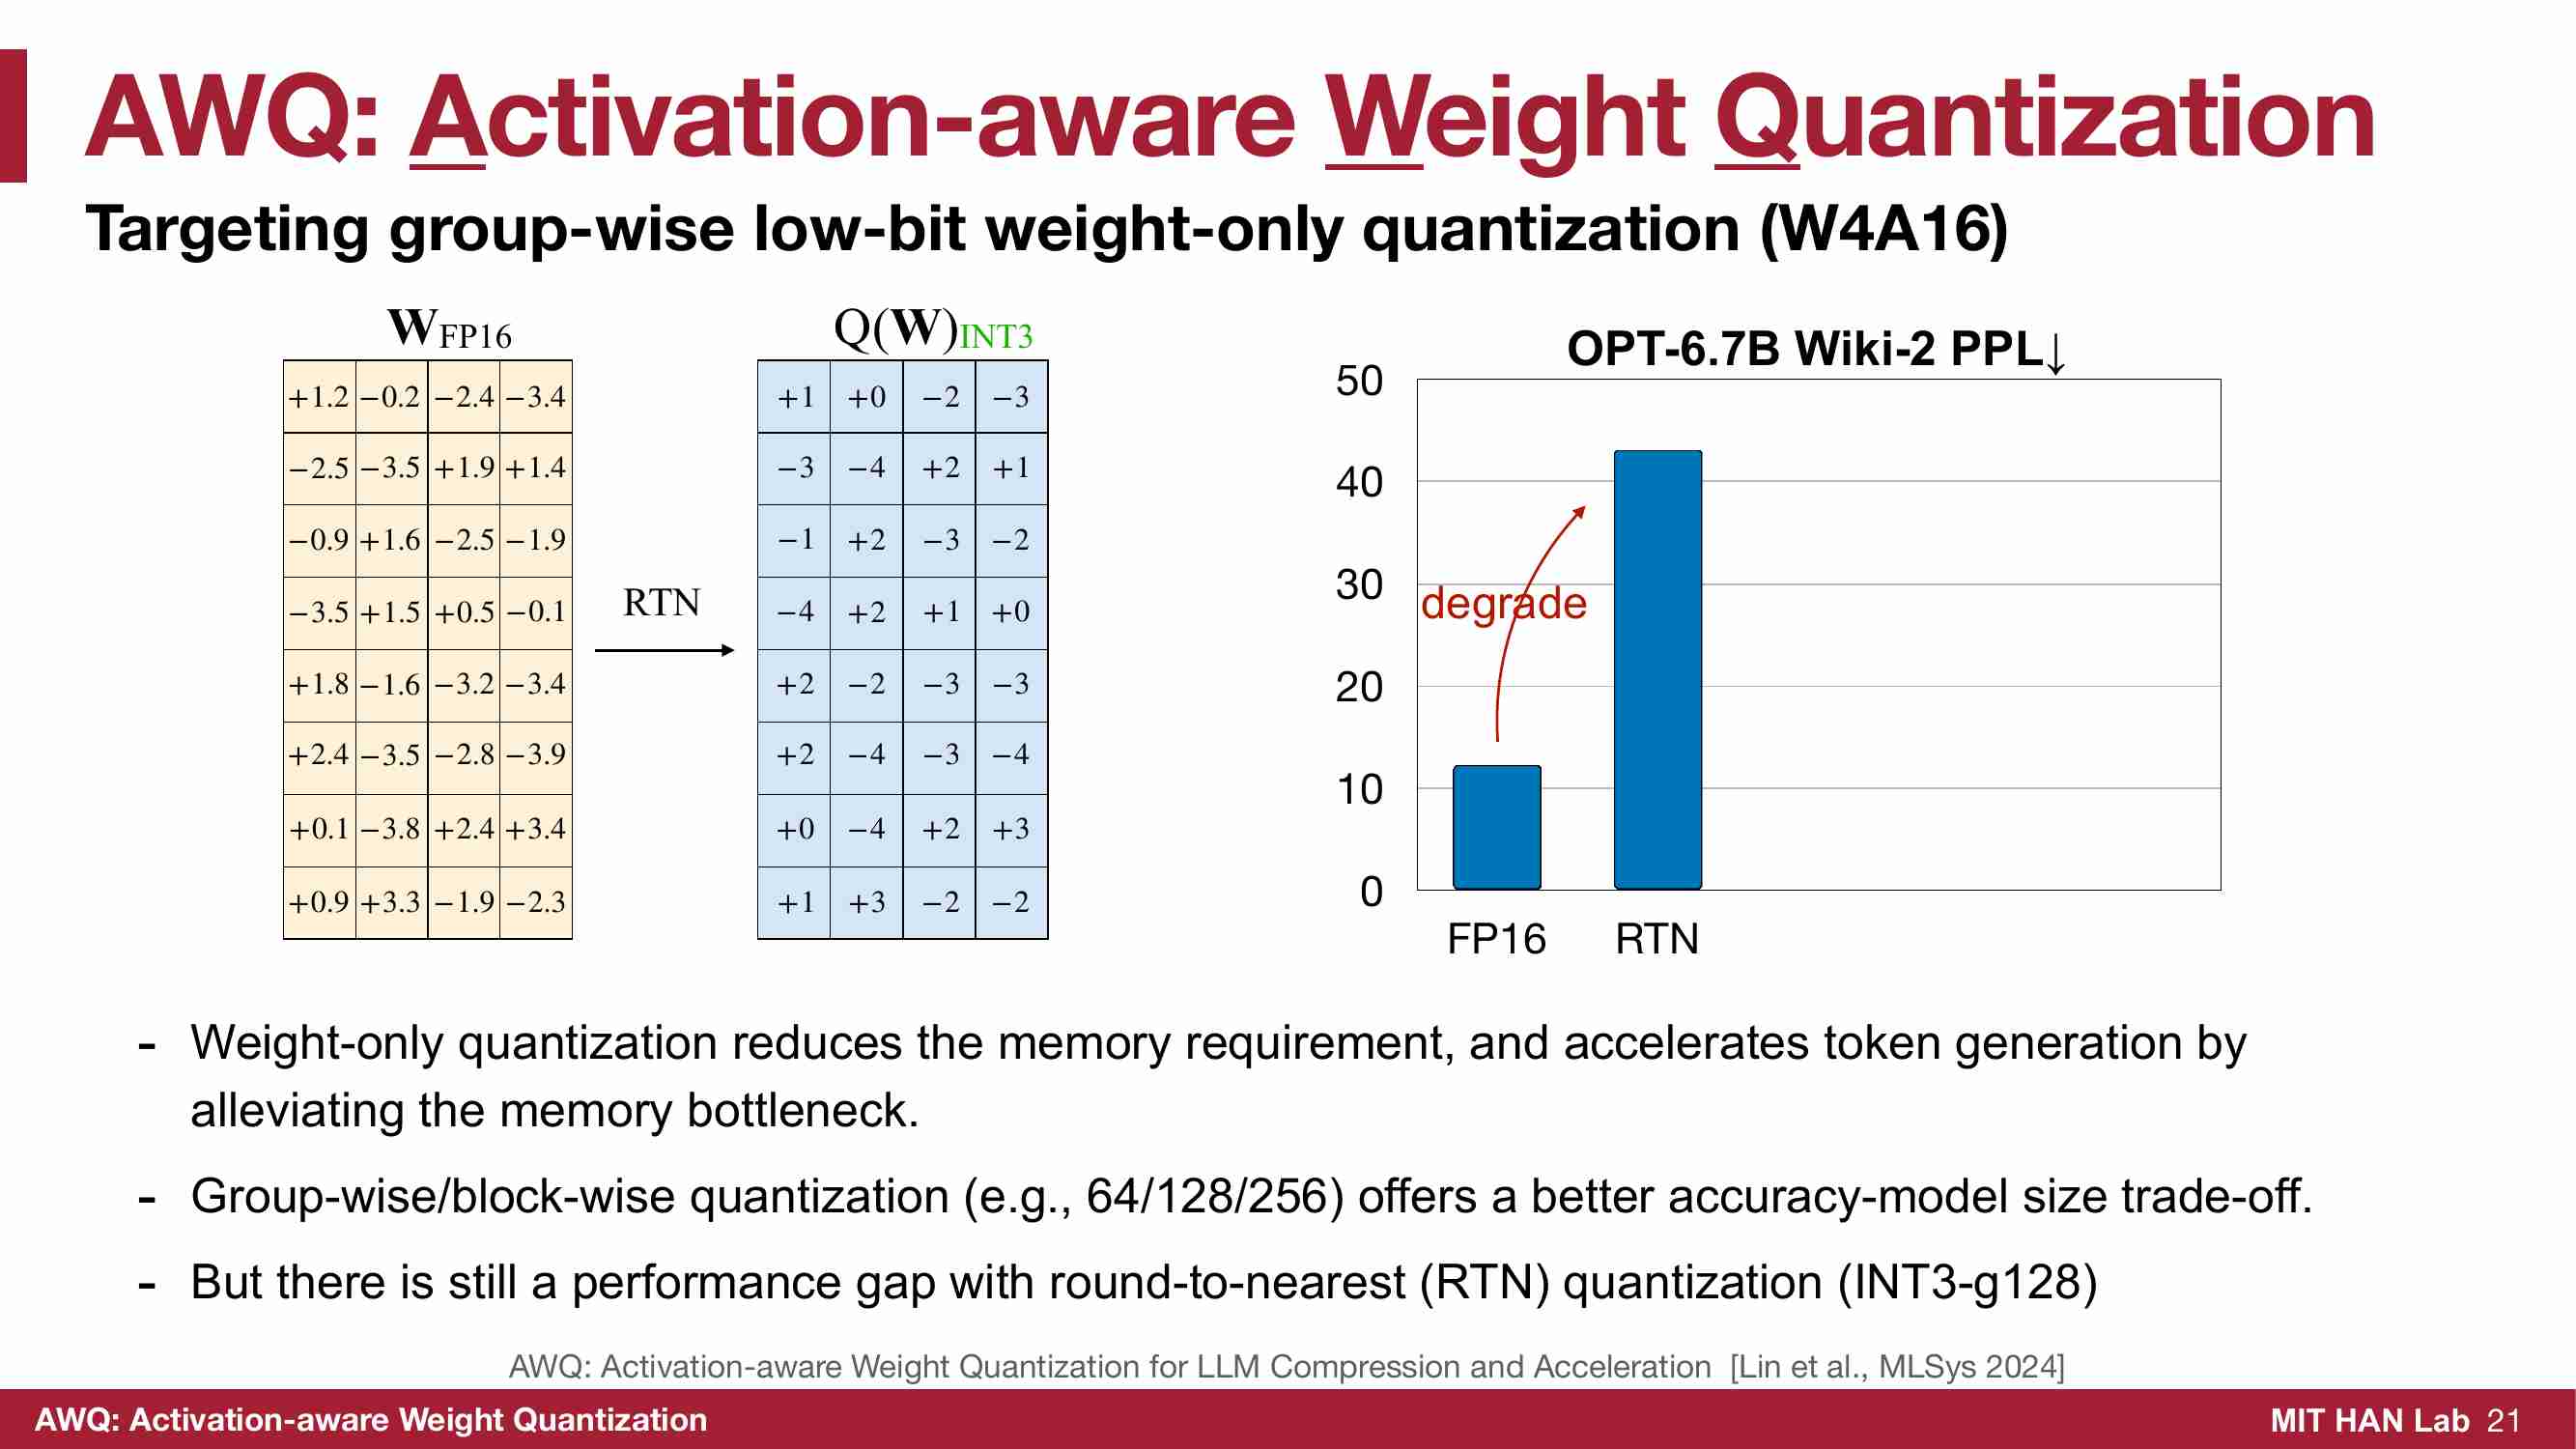 AWQ: Activation-aware Weight Quantization
Targeting group-wise low-bit weight-only quantization (W4A16)
W_FP16
+1.2 −0.2 −2.4 −3.4
−2.5 −3.5 +1.9 +1.4
−0.9 +1.6 −2.5 −1.9
−3.5 +1.5 +0.5 −0.1
+1.8 −1.6 −3.2 −3.4
+2.4 −3.5 −2.8 −3.9
+0.1 −3.8 +2.4 +3.4
+0.9 +3.3 −1.9 −2.3
RTN
Q(W)_INT3
+1 +0 −2 −3
−3 −4 +2 +1
−1 +2 −3 −2
−4 +2 +1 +0
+2 −2 −3 −3
+2 −4 −3 −4
+0 −4 +2 +3
+1 +3 −2 −2
OPT-6.7B Wiki-2 PPL↓
50
40
30
20
10
0
degrade
FP16 RTN
- Weight-only quantization reduces the memory requirement, and accelerates token generation by
alleviating the memory bottleneck.
- Group-wise/block-wise quantization (e.g., 64/128/256) offers a better accuracy-model size trade-off.
- But there is still a performance gap with round-to-nearest (RTN) quantization (INT3-g128)
AWQ: Activation-aware Weight Quantization for LLM Compression and Acceleration [Lin et al., MLSys 2024]
AWQ: Activation-aware Weight Quantization
MIT HAN Lab 21